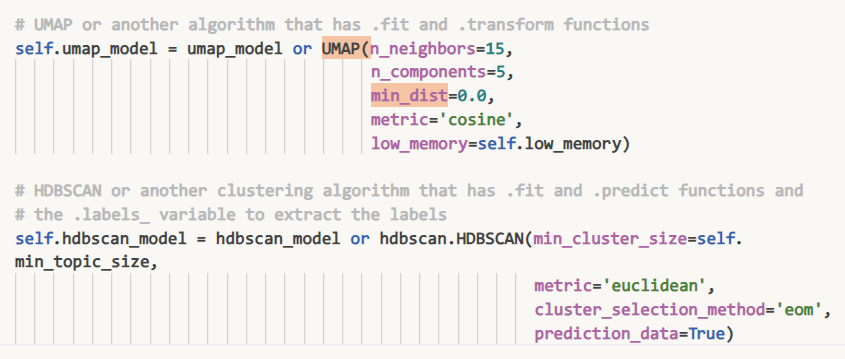 # UMAP or another algorithm that has .fit and .transform functions
self.umap_model = umap_model or UMAP(n_neighbors=15,
n_components=5,
min_dist=0.0,
metric='cosine',
low_memory=self.low_memory)
# HDBSCAN or another clustering algorithm that has .fit and .predict functions and
# the .labels_ variable to extract the labels
self.hdbscan_model = hdbscan_model or hdbscan.HDBSCAN(min_cluster_size=self.
min_topic_size,
metric='euclidean',
cluster_selection_method='eom',
prediction_data=True)